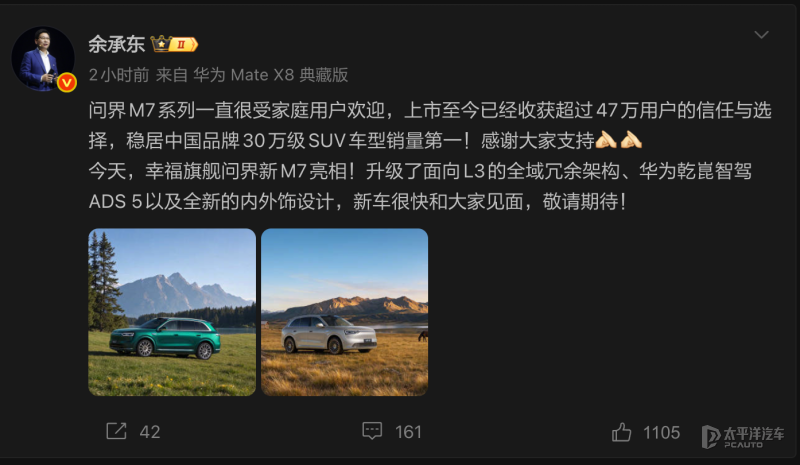 余承东 II
2小时前 来自 华为 Mate X8 典藏版
问界M7系列一直很受家庭用户欢迎，上市至今已经收获超过47万用户的信任与选
择，稳居中国品牌30万级SUV车型销量第一！感谢大家支持
今天，幸福旗舰问界新M7亮相！升级了面向L3的全域冗余架构、华为乾崑智驾
ADS 5以及全新的内外饰设计，新车很快和大家见面，敬请期待！
42 161 1105
太平洋汽车
PCAUTO